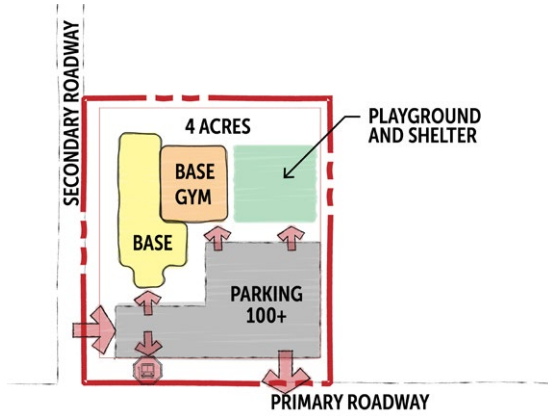 SECONDARY ROADWAY
4 ACRES
PLAYGROUND
AND SHELTER
BASE
GYM
BASE
PARKING
100+
PRIMARY ROADWAY